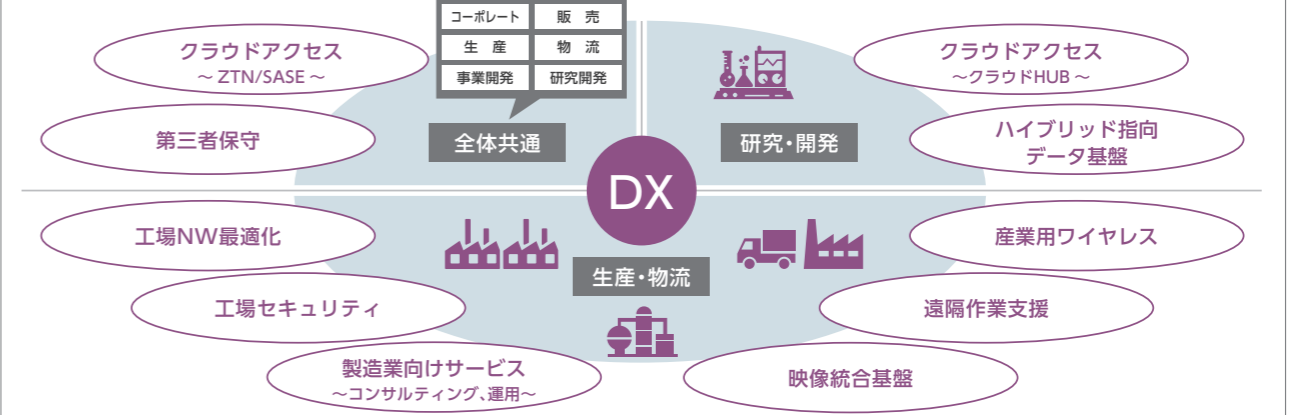 コーポレート
販 売
生 産
物 流
事業開発
研究開発
クラウドアクセス
～ ZTN/SASE ～
第三者保守
全体共通
研究・開発
クラウドアクセス
～クラウドHUB ～
ハイブリッド指向
データ基盤
DX
工場NW最適化
工場セキュリティ
製造業向けサービス
～コンサルティング、運用～
生産・物流
産業用ワイヤレス
遠隔作業支援
映像統合基盤